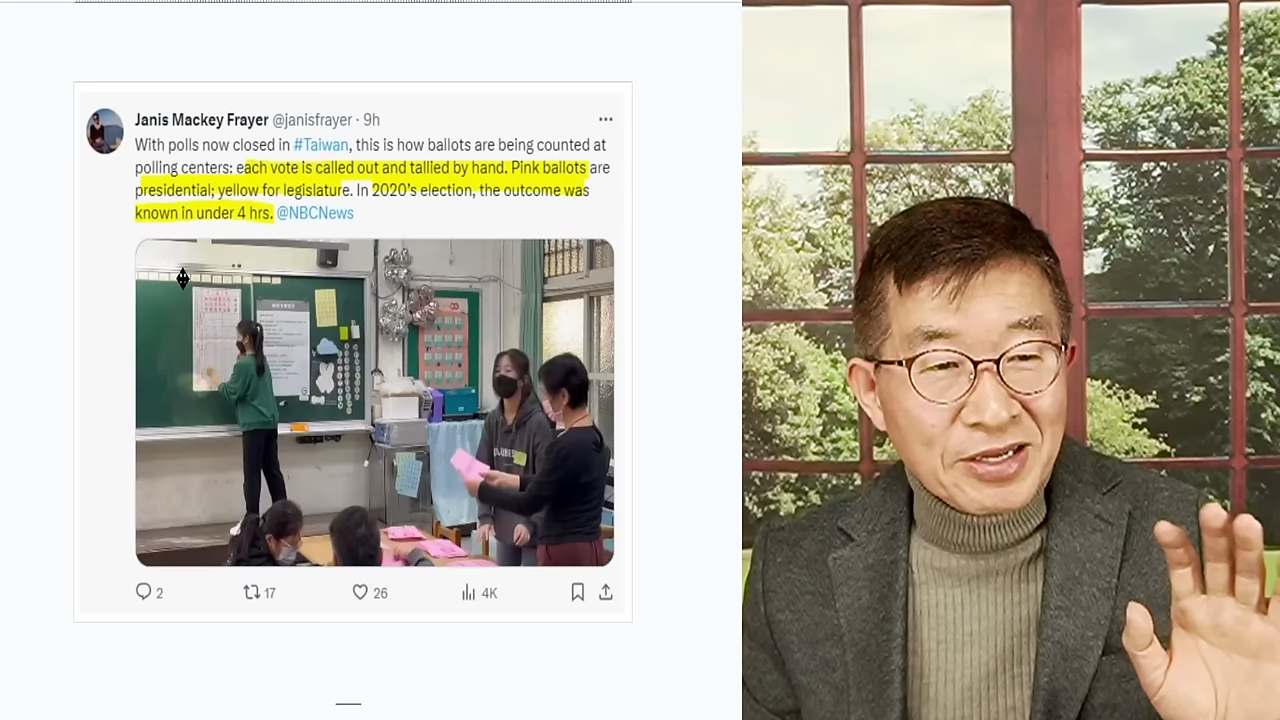 Janis Mackey Frayer @janisfrayer · 9h
With polls now closed in #Taiwan, this is how ballots are being counted at
polling centers: each vote is called out and tallied by hand. Pink ballots are
presidential; yellow for legislature. In 2020's election, the outcome was
known in under 4 hrs. @NBCNews
2 17 26 4K